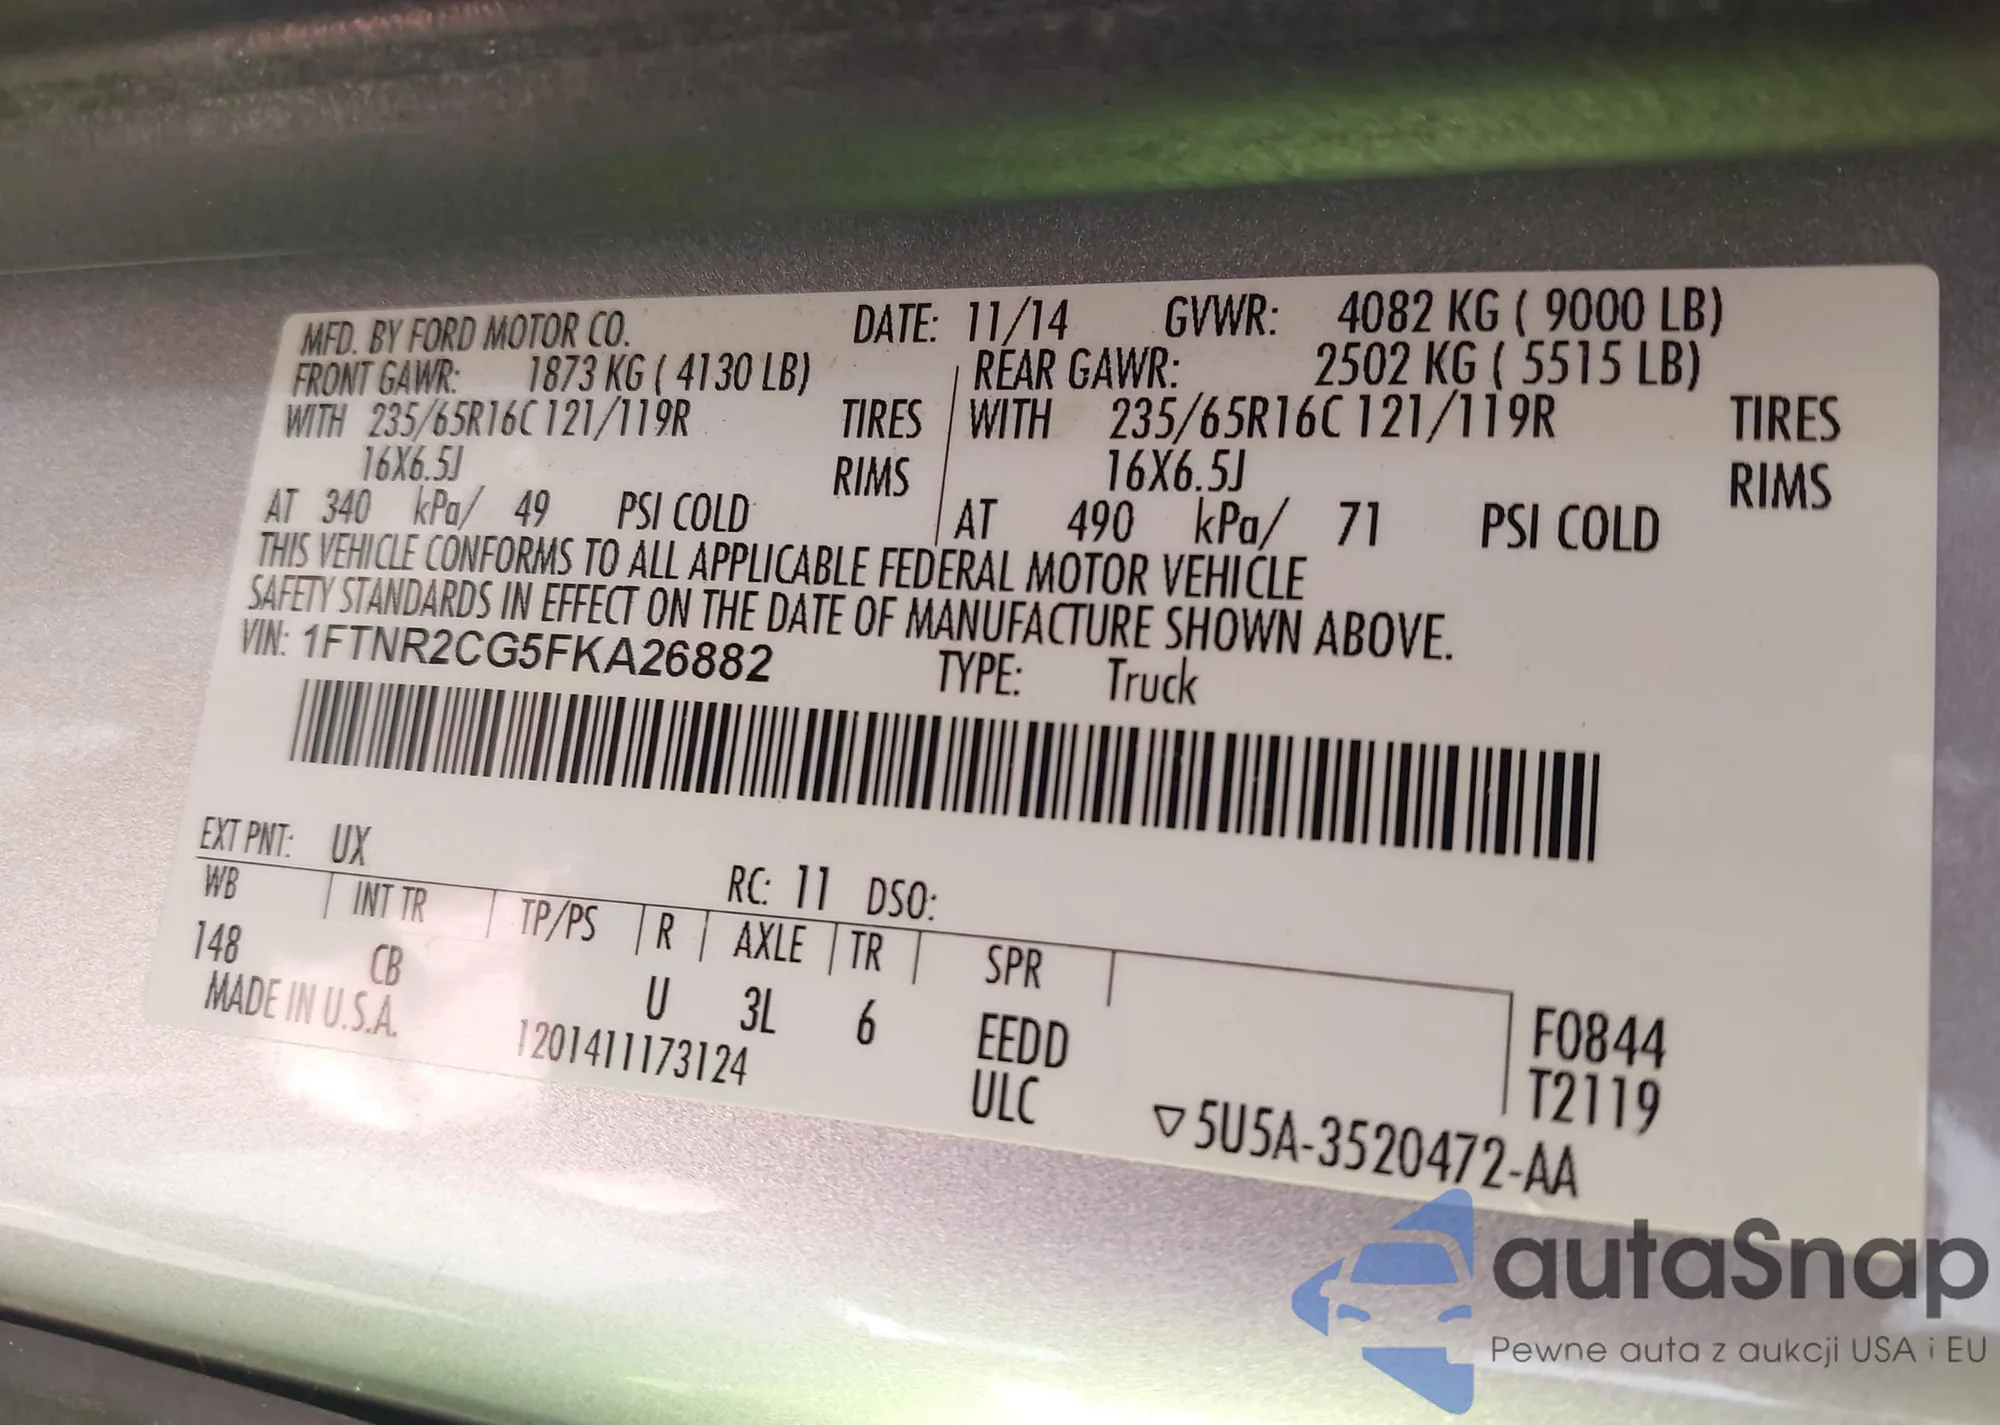 MFD. BY FORD MOTOR CO. DATE: 11/14 GVWR: 4082 KG ( 9000 LB)
FRONT GAWR: 1873 KG ( 4130 LB) REAR GAWR: 2502 KG ( 5515 LB)
WITH 235/65R16C 121/119R TIRES WITH 235/65R16C 121/119R TIRES
16X6.5J RIMS 16X6.5J RIMS
AT 340 kPa/ 49 PSI COLD AT 490 kPa/ 71 PSI COLD
THIS VEHICLE CONFORMS TO ALL APPLICABLE FEDERAL MOTOR VEHICLE
SAFETY STANDARDS IN EFFECT ON THE DATE OF MANUFACTURE SHOWN ABOVE.
VIN: 1FTNR2CG5FKA26882 TYPE: Truck
EXT PNT: UX RC: 11 DSO:
WB INT TR TP/PS R AXLE TR SPR
148 CB U 3L 6 EEDD F0844
MADE IN U.S.A. 1201411173124 ULC T2119
▽5U5A-3520472-AA
autaSnap
Pewne auta z aukcji USA i EU